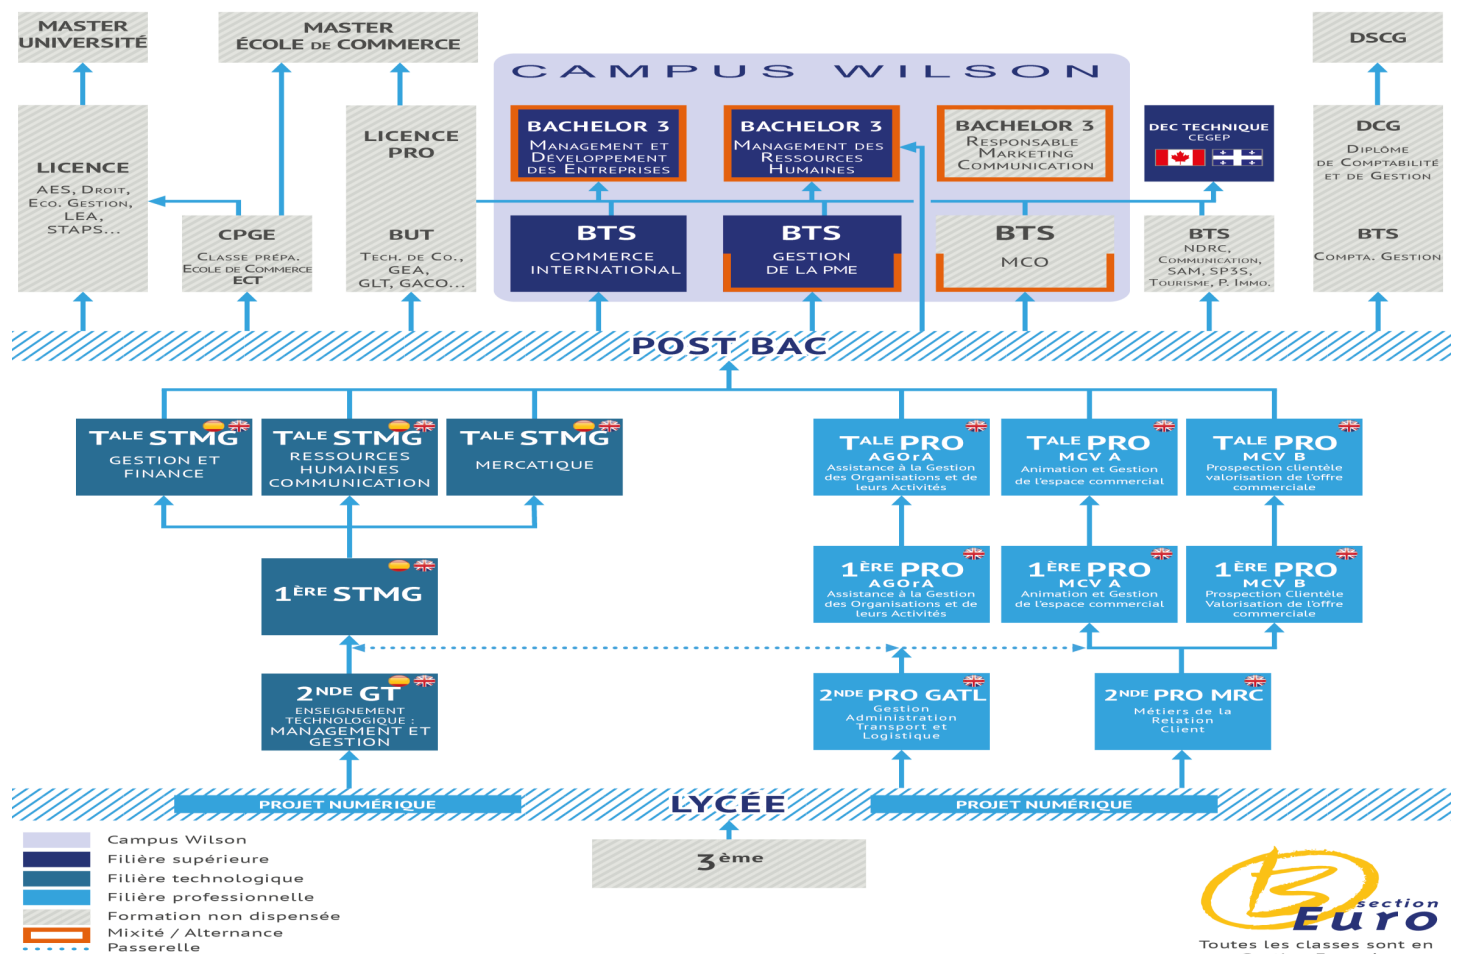 MASTER
UNIVERSITÉ
MASTER
ÉCOLE DE COMMERCE
DSCG
CAMPUS WILSON
LICENCE
AES, DROIT,
ECO. GESTION,
LEA,
STAPS...
CPGE
CLASSE PRÉPA.
ECOLE DE COMMERCE
ECT
LICENCE
PRO
BUT
TECH. DE CO.,
GEA,
GLT, GACO...
BACHELOR 3
MANAGEMENT ET
DÉVELOPPEMENT
DES ENTREPRISES
BACHELOR 3
MANAGEMENT DES
RESSOURCES
HUMAINES
BACHELOR 3
RESPONSABLE
MARKETING
COMMUNICATION
DEC TECHNIQUE
CEGEP
DCG
DIPLÔME
DE COMPTABILITÉ
ET DE GESTION
BTS
COMPTA. GESTION
BTS
COMMERCE
INTERNATIONAL
BTS
GESTION
DE LA PME
BTS
MCO
BTS
NDRC,
COMMUNICATION,
SAM, SP3S,
TOURISME, P. IMMO.
POST BAC
TALE STMG
GESTION ET
FINANCE
TALE STMG
RESSOURCES
HUMAINES
COMMUNICATION
TALE STMG
MERCATIQUE
TALE PRO
AGOrA
Assistance à la Gestion
des Organisations et de
leurs Activités
TALE PRO
MCV A
Animation et Gestion
de l'espace commercial
TALE PRO
MCV B
Prospection clientèle
valorisation de l'offre
commerciale
1ÈRE STMG
1ÈRE PRO
AGOrA
Assistance à la Gestion
des Organisations et de
leurs Activités
1ÈRE PRO
MCV A
Animation et Gestion
de l'espace commercial
1ÈRE PRO
MCV B
Prospection Clientèle
Valorisation de l'offre
commerciale
2NDE GT
ENSEIGNEMENT
TECHNOLOGIQUE :
MANAGEMENT ET
GESTION
2NDE PRO GATL
Gestion
Administration
Transport et
Logistique
2NDE PRO MRC
Métiers de la
Relation
Client
LYCÉE
PROJET NUMÉRIQUE
PROJET NUMÉRIQUE
3ème
Campus Wilson
Filière supérieure
Filière technologique
Filière professionnelle
Formation non dispensée
Mixité / Alternance
Passerelle
section
Euro
Toutes les classes sont en